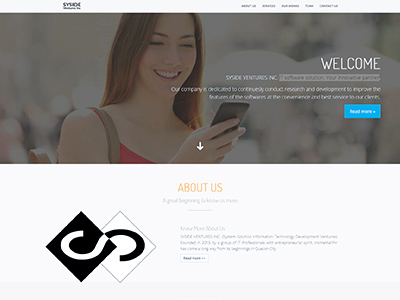 SYSIDE
Ventures Inc.
ABOUT US
SERVICES
OUR WORKS
TEAM
CONTACT US
WELCOME
SYSIDE VENTURES INC. IT software solution. Your innovative partner.
Our company is dedicated to continuesly conduct research and development to improve the
features of the softwares at the convenience and best service to our clients.
Read more »
ABOUT US
A great beginning to know us more
Know More About Us
SYSIDE VENTURES INC. (System Solution Information Technology Development Ventures)
Founded in 2013 by a group of IT Professionals with entrepreneurial spirit,
came a long way from its beginnings in Quezon City.
Read more »